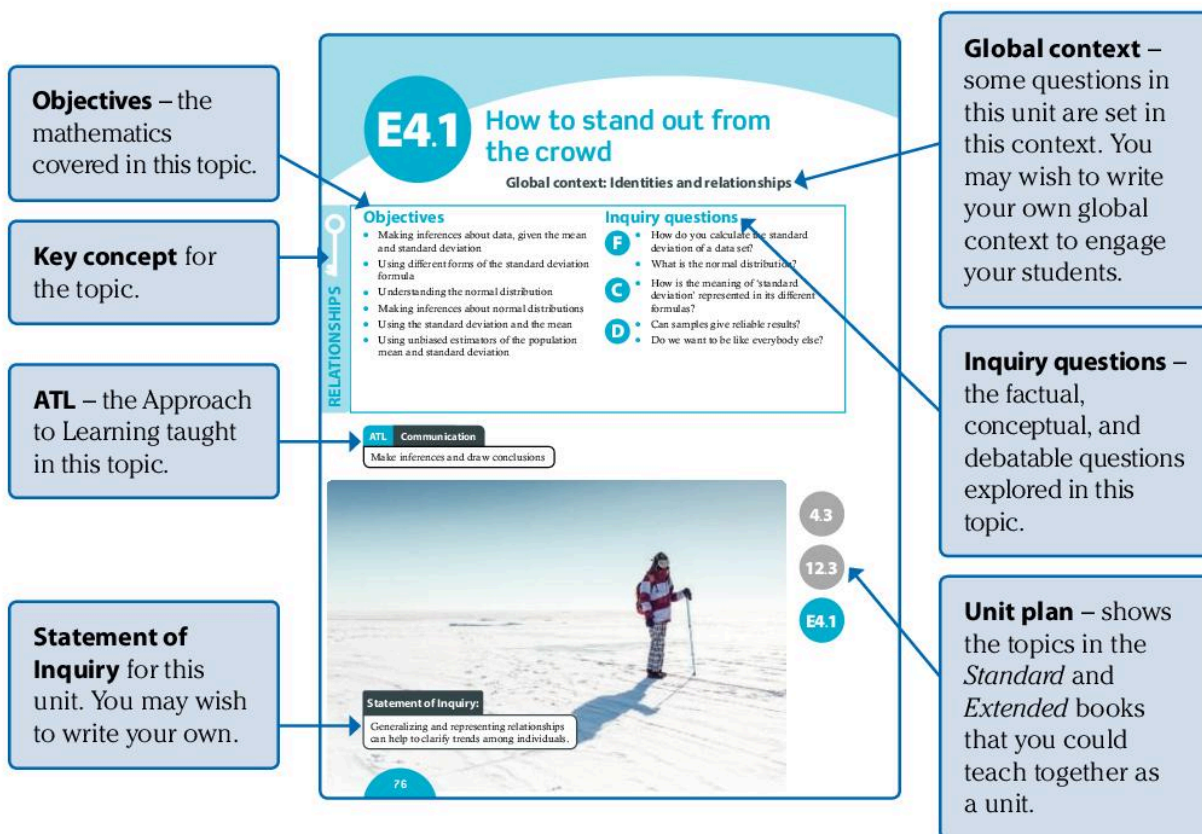 Objectives – the
mathematics
covered in this topic.
Key concept for
the topic.
ATL – the Approach
to Learning taught
in this topic.
Statement of
Inquiry for this
unit. You may wish
to write your own.
E4.1
How to stand out from
the crowd
Global context: Identities and relationships
RELATIONSHIPS
Objectives
• Making inferences about data, given the mean
and standard deviation
• Using different forms of the standard deviation
formula
• Understanding the normal distribution
• Making inferences about normal distributions
• Using the standard deviation and the mean
• Using unbiased estimators of the population
mean and standard deviation
Inquiry questions
F
• How do you calculate the standard
deviation of a data set?
• What is the normal distribution?
C
• How is the meaning of ‘standard
deviation’ represented in its different
formulas?
D
• Can samples give reliable results?
• Do we want to be like everybody else?
ATL Communication
Make inferences and draw conclusions
4.3
12.3
E4.1
Statement of Inquiry:
Generalizing and representing relationships
can help to clarify trends among individuals.
76
Global context –
some questions in
this unit are set in
this context. You
may wish to write
your own global
context to engage
your students.
Inquiry questions –
the factual,
conceptual, and
debatable questions
explored in this
topic.
Unit plan – shows
the topics in the
Standard and
Extended books
that you could
teach together as
a unit.